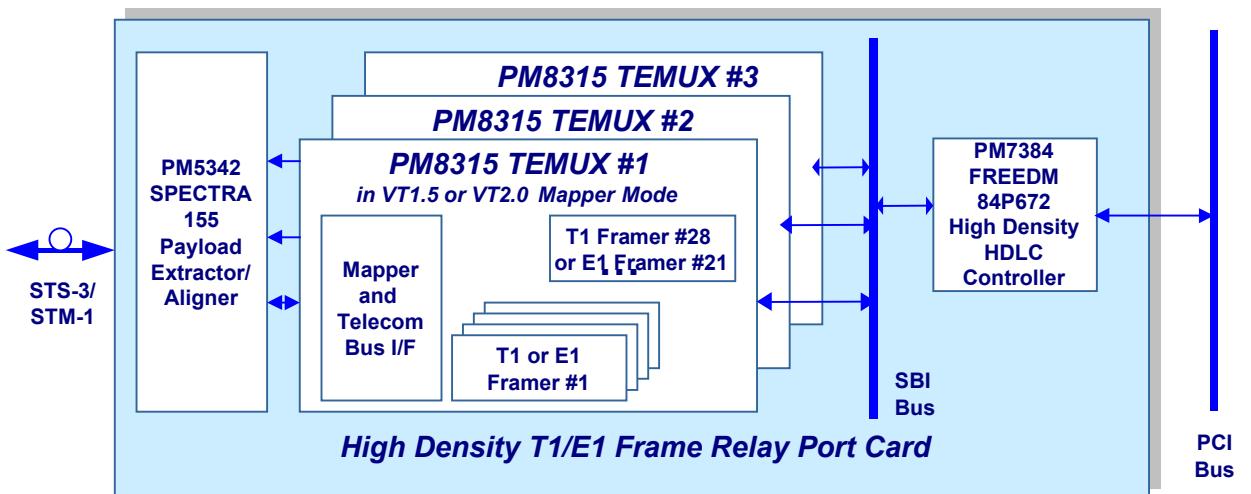 PM8315 TEMUX #3
PM8315 TEMUX #2
PM8315 TEMUX #1
in VT1.5 or VT2.0 Mapper Mode
PM5342
SPECTRA
155
Payload
Extractor/
Aligner
STS-3/
STM-1
Mapper
and
Telecom
Bus I/F
T1 Framer #28
or E1 Framer #21
...
T1 or E1
Framer #1
PM7384
FREEDM
84P672
High Density
HDLC
Controller
SBI
Bus
PCI
Bus
High Density T1/E1 Frame Relay Port Card